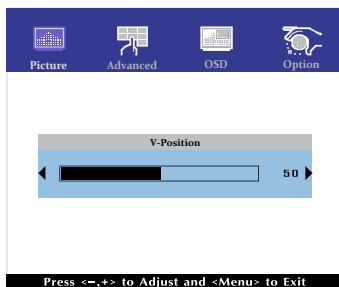 Picture Advanced OSD Option
V-Position
50
Press <−,+> to Adjust and <Menu> to Exit